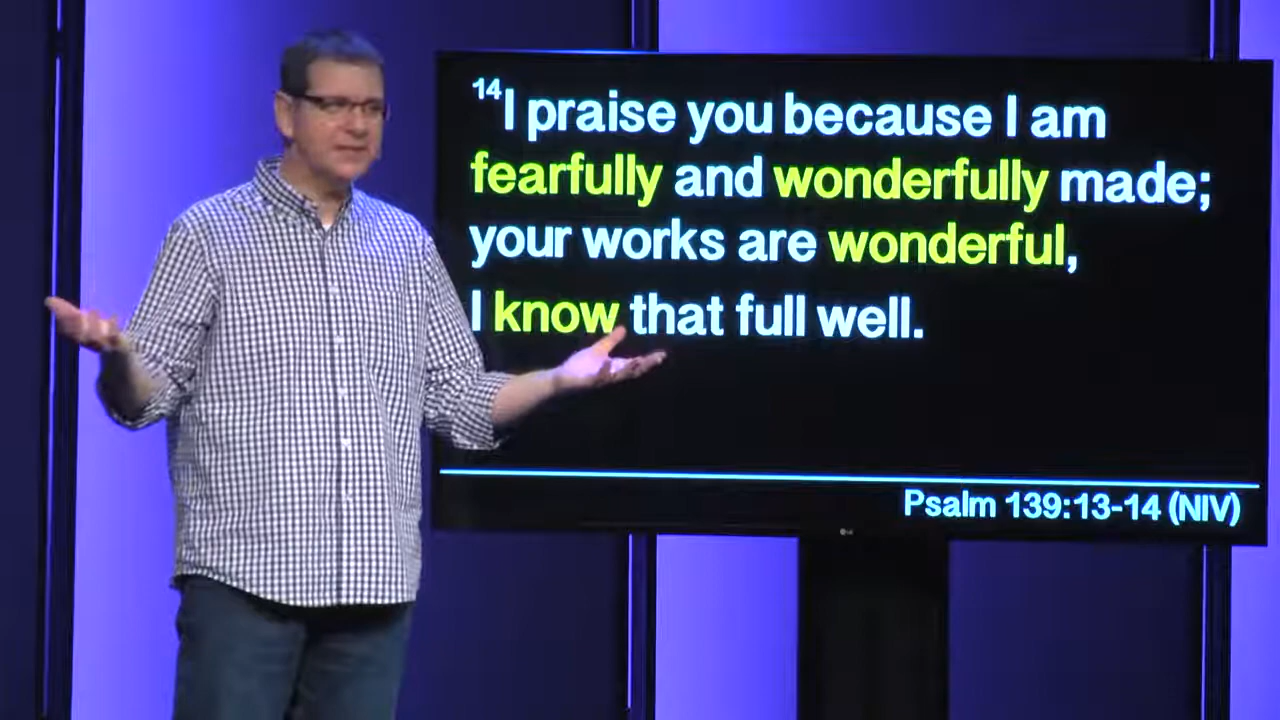 14 I praise you because I am
fearfully and wonderfully made;
your works are wonderful,
I know that full well.
Psalm 139:13-14 (NIV)
LG